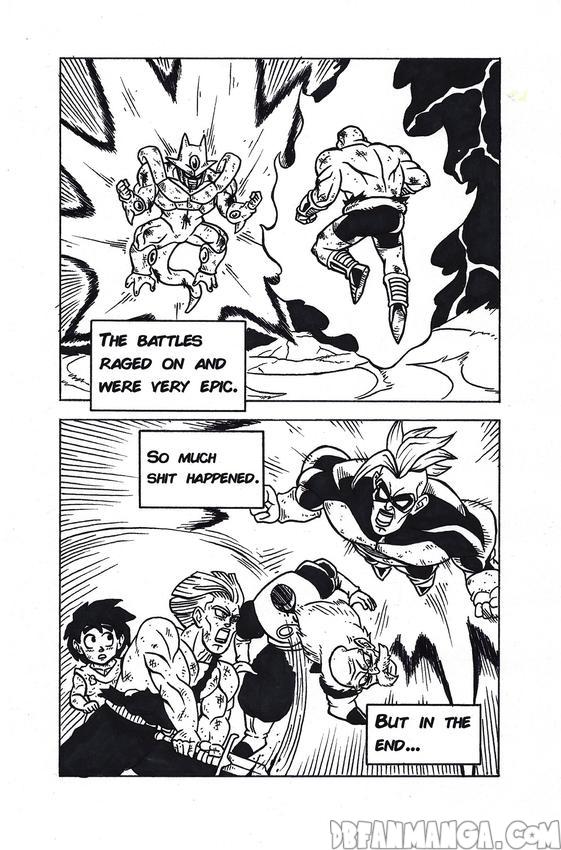 THE BATTLES
RAGED ON AND
WERE VERY EPIC.
SO MUCH
SHIT HAPPENED.
BUT IN THE
END...
DBFANMANGA.COM